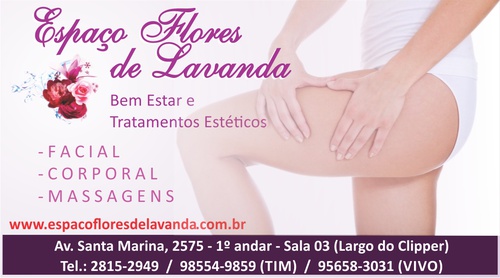 Espaço Flores
de Lavanda
Bem Estar e
Tratamentos Estéticos
- FACIAL
- CORPORAL
- MASSAGENS
www.espacofloresdelavanda.com.br
Av. Santa Marina, 2575 - 1º andar - Sala 03 (Largo do Clipper)
Tel.: 2815-2949 / 98554-9859 (TIM) / 95658-3031 (VIVO)